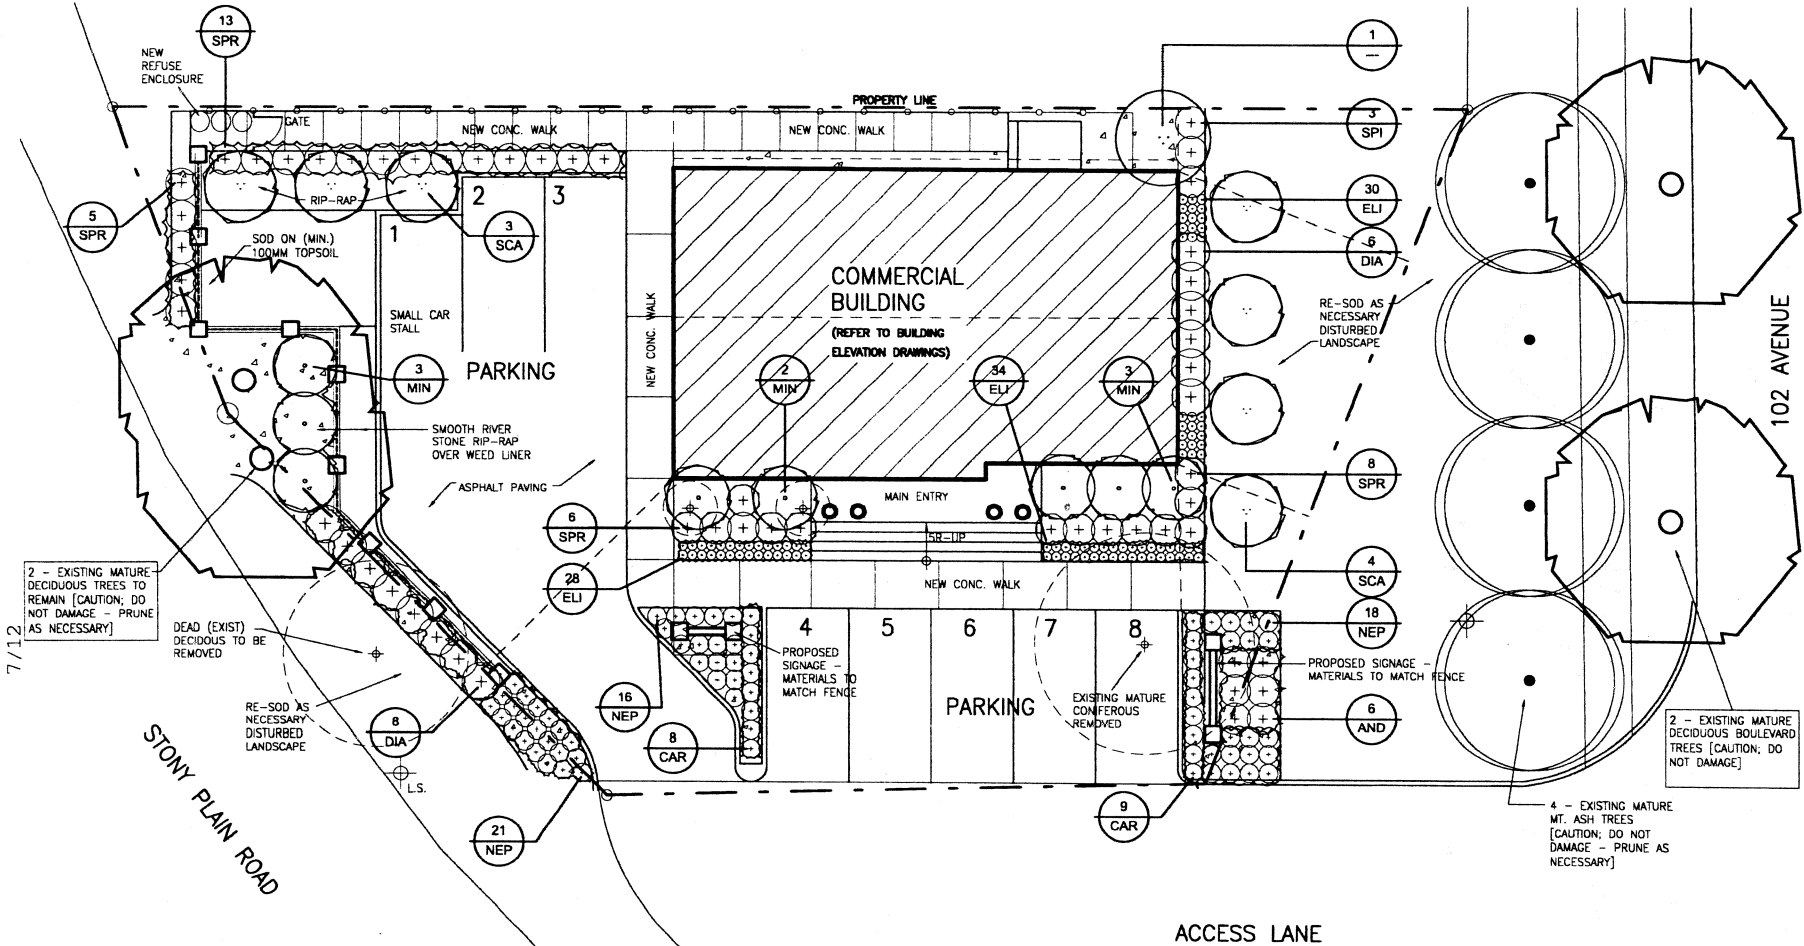 13
SPR
NEW
REFUSE
ENCLOSURE
GATE
PROPERTY LINE
NEW CONC. WALK
NEW CONC. WALK
1
—
3
SPI
30
ELI
6
DIA
5
SPR
RIP-RAP
3
SCA
2
3
1
SOD ON (MIN.)
100MM TOPSOIL
SMALL CAR
STALL
PARKING
NEW CONC. WALK
COMMERCIAL
BUILDING
(REFER TO BUILDING
ELEVATION DRAWINGS)
RE-SOD AS
NECESSARY
DISTURBED
LANDSCAPE
102 AVENUE
3
MIN
2
MIN
34
ELI
3
MIN
SMOOTH RIVER
STONE RIP-RAP
OVER WEED LINER
ASPHALT PAVING
MAIN ENTRY
5R-UP
8
SPR
6
SPR
28
ELI
NEW CONC. WALK
4
SCA
2 - EXISTING MATURE
DECIDUOUS TREES TO
REMAIN [CAUTION; DO
NOT DAMAGE - PRUNE
AS NECESSARY]
7/12
DEAD (EXIST)
DECIDOUS TO BE
REMOVED
RE-SOD AS
NECESSARY
DISTURBED
LANDSCAPE
8
DIA
L.S.
21
NEP
STONY PLAIN ROAD
16
NEP
8
CAR
PROPOSED
SIGNAGE -
MATERIALS TO
MATCH FENCE
4
5
6
7
8
PARKING
EXISTING MATURE
CONIFEROUS
REMOVED
18
NEP
PROPOSED SIGNAGE -
MATERIALS TO MATCH FENCE
6
AND
9
CAR
2 - EXISTING MATURE
DECIDUOUS BOULEVARD
TREES [CAUTION; DO
NOT DAMAGE]
4 - EXISTING MATURE
MT. ASH TREES
[CAUTION; DO NOT
DAMAGE - PRUNE AS
NECESSARY]
ACCESS LANE